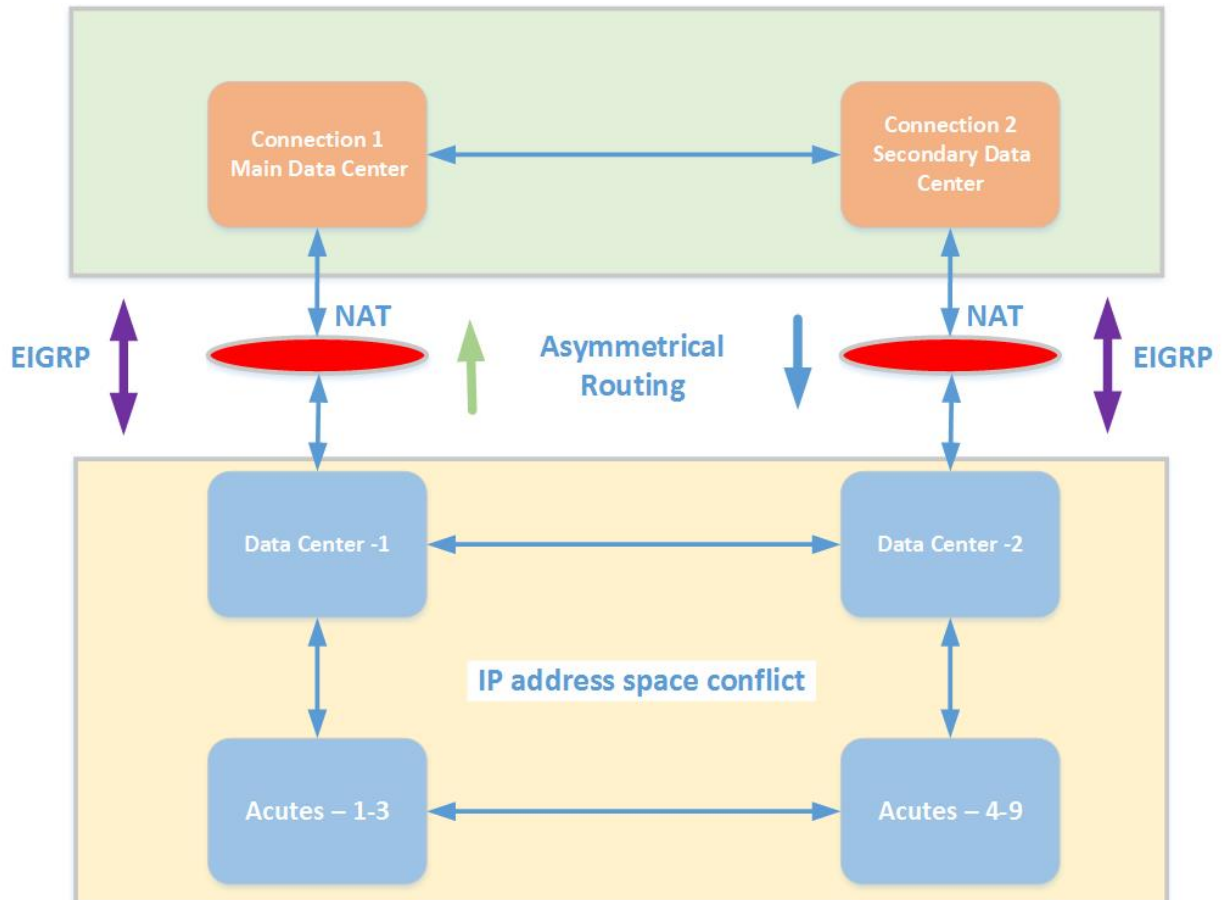 Connection 1
Main Data Center
Connection 2
Secondary Data
Center
NAT
NAT
EIGRP
Asymmetrical
Routing
EIGRP
Data Center -1
Data Center -2
IP address space conflict
Acutes – 1-3
Acutes – 4-9